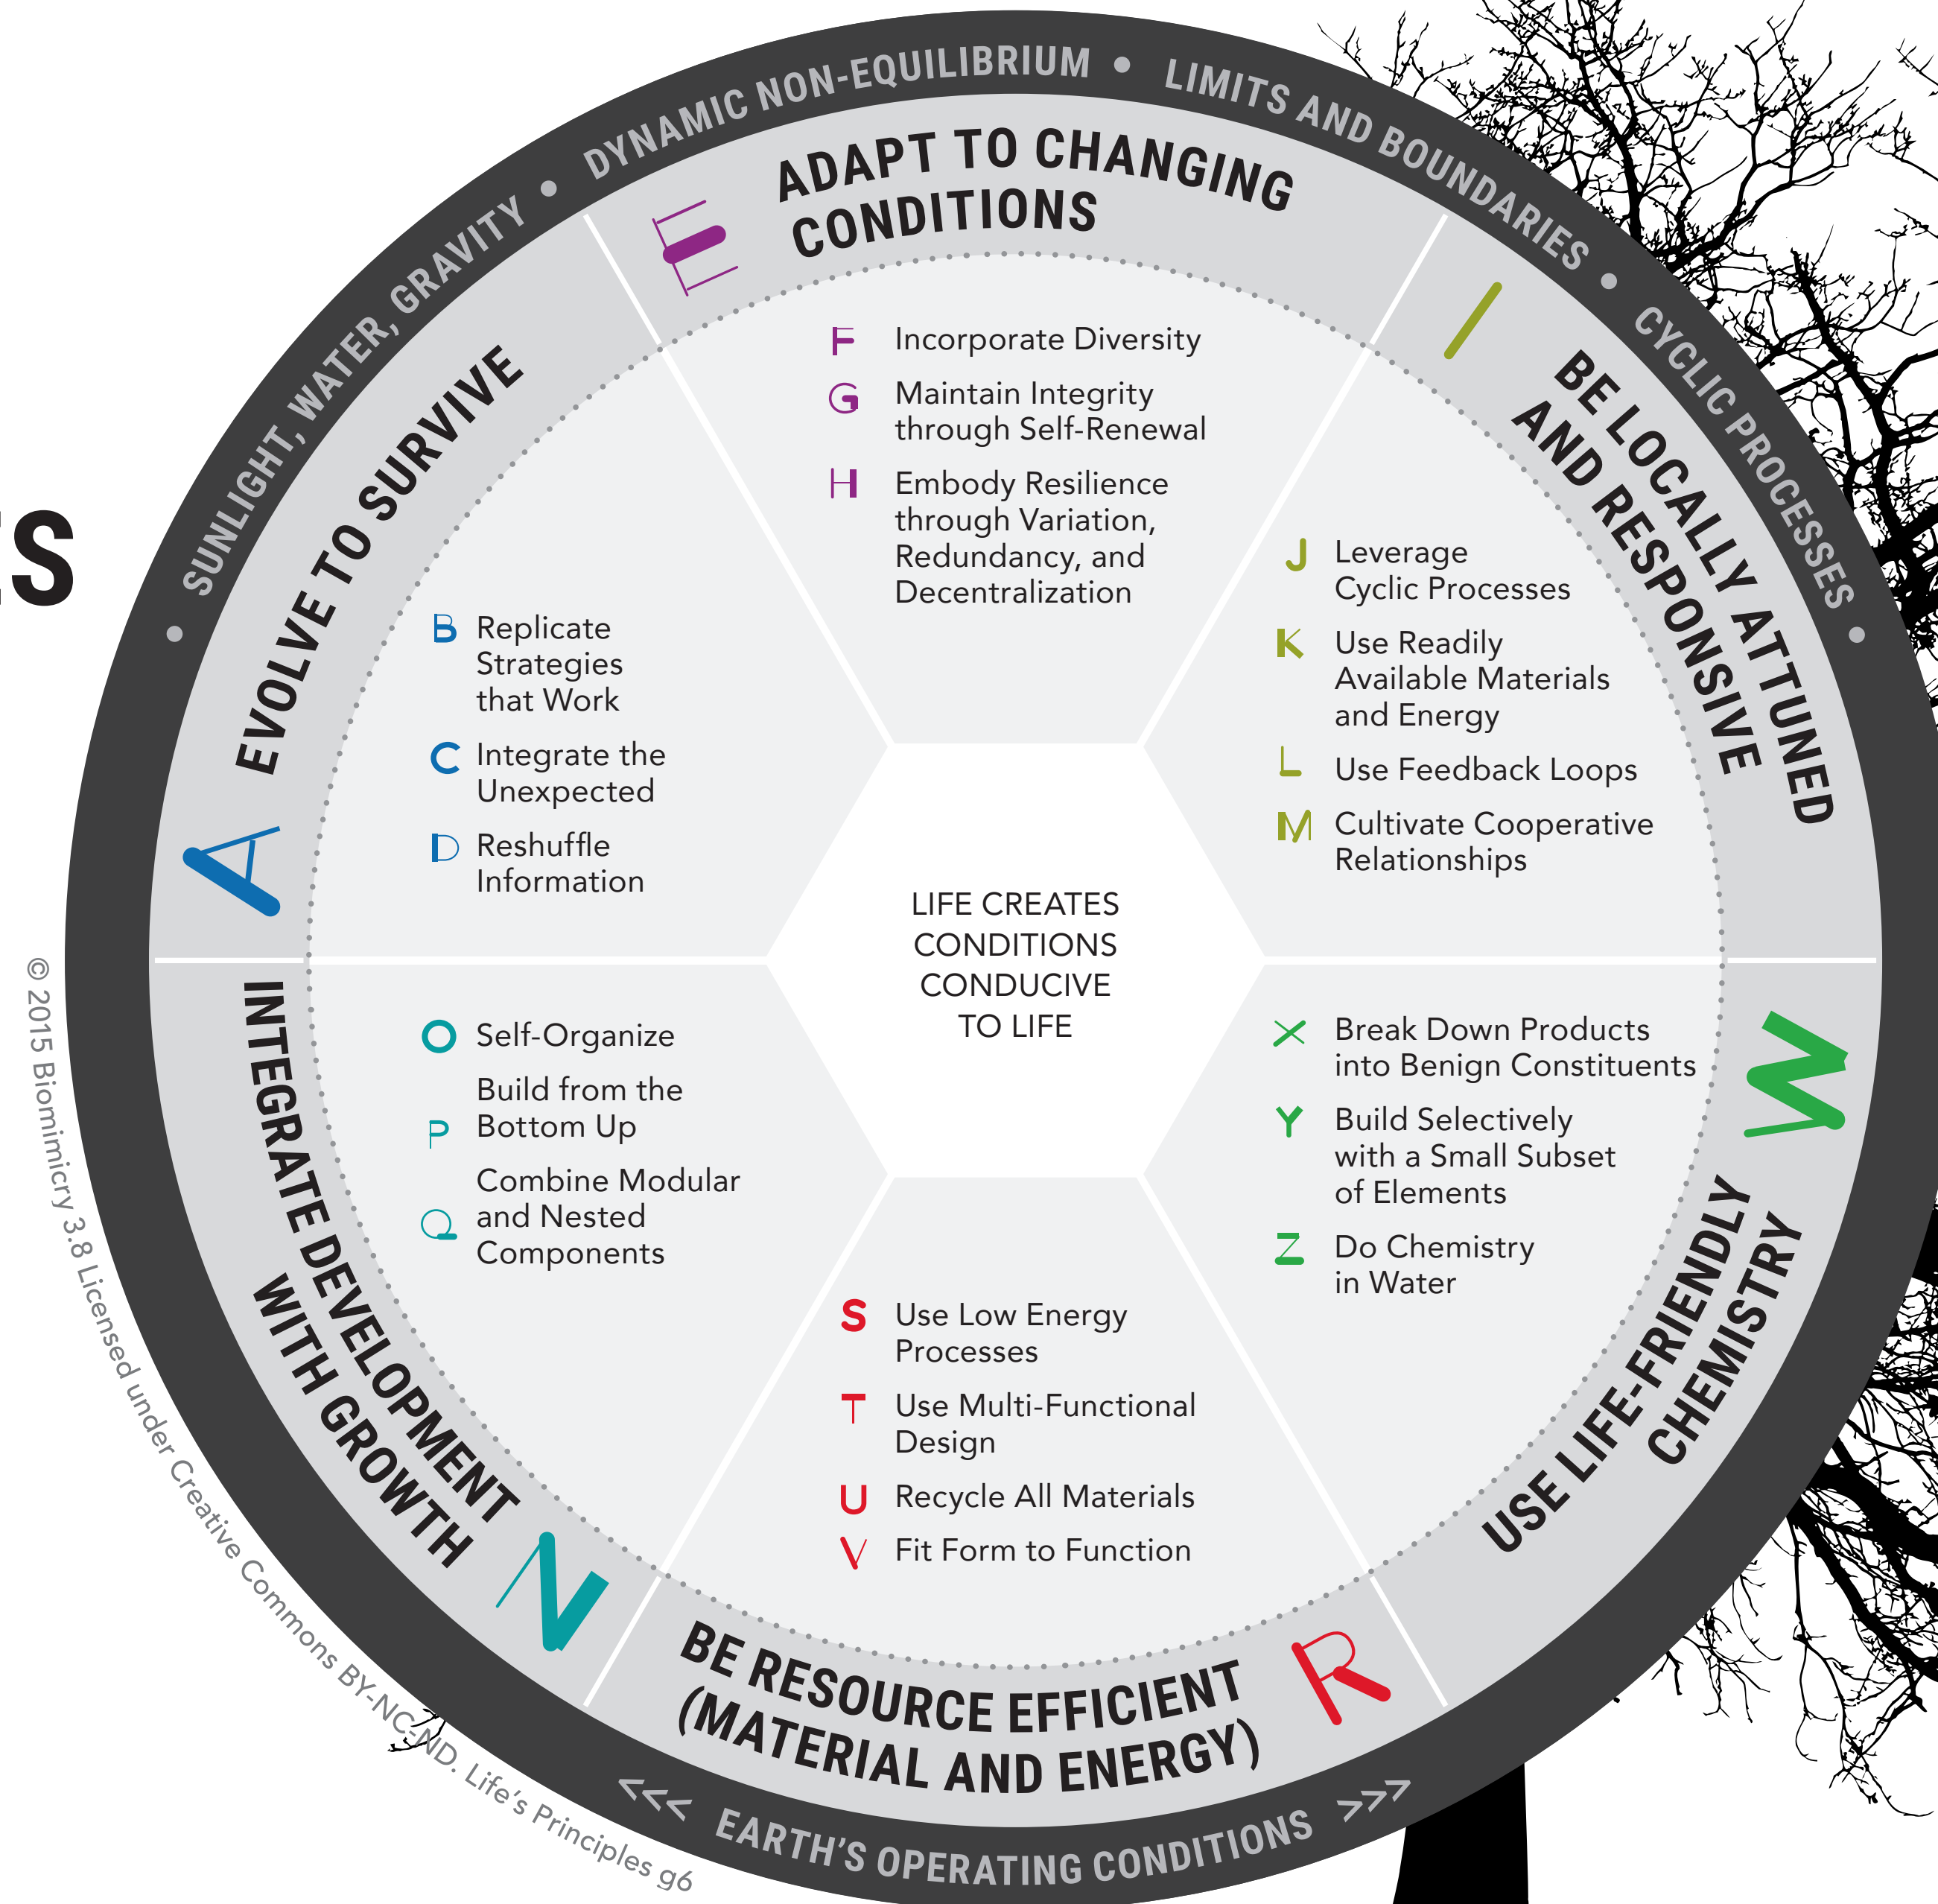 ES
• SUNLIGHT, WATER, GRAVITY • DYNAMIC NON-EQUILIBRIUM • LIMITS AND BOUNDARIES • CYCLIC PROCESSES •
A EVOLVE TO SURVIVE
B Replicate
Strategies
that Work
C Integrate the
Unexpected
D Reshuffle
Information
E ADAPT TO CHANGING
CONDITIONS
F Incorporate Diversity
G Maintain Integrity
through Self-Renewal
H Embody Resilience
through Variation,
Redundancy, and
Decentralization
I BE LOCALLY ATTUNED
AND RESPONSIVE
J Leverage
Cyclic Processes
K Use Readily
Available Materials
and Energy
L Use Feedback Loops
M Cultivate Cooperative
Relationships
LIFE CREATES
CONDITIONS
CONDUCIVE
TO LIFE
INTEGRATE DEVELOPMENT
WITH GROWTH N
O Self-Organize
Build from the
P Bottom Up
Combine Modular
Q and Nested
Components
BE RESOURCE EFFICIENT
(MATERIAL AND ENERGY) R
S Use Low Energy
Processes
T Use Multi-Functional
Design
U Recycle All Materials
V Fit Form to Function
W USE LIFE-FRIENDLY
CHEMISTRY
X Break Down Products
into Benign Constituents
Y Build Selectively
with a Small Subset
of Elements
Z Do Chemistry
in Water
<<< EARTH'S OPERATING CONDITIONS >>>
© 2015 Biomimicry 3.8 Licensed under Creative Commons BY-NC-ND. Life's Principles g6